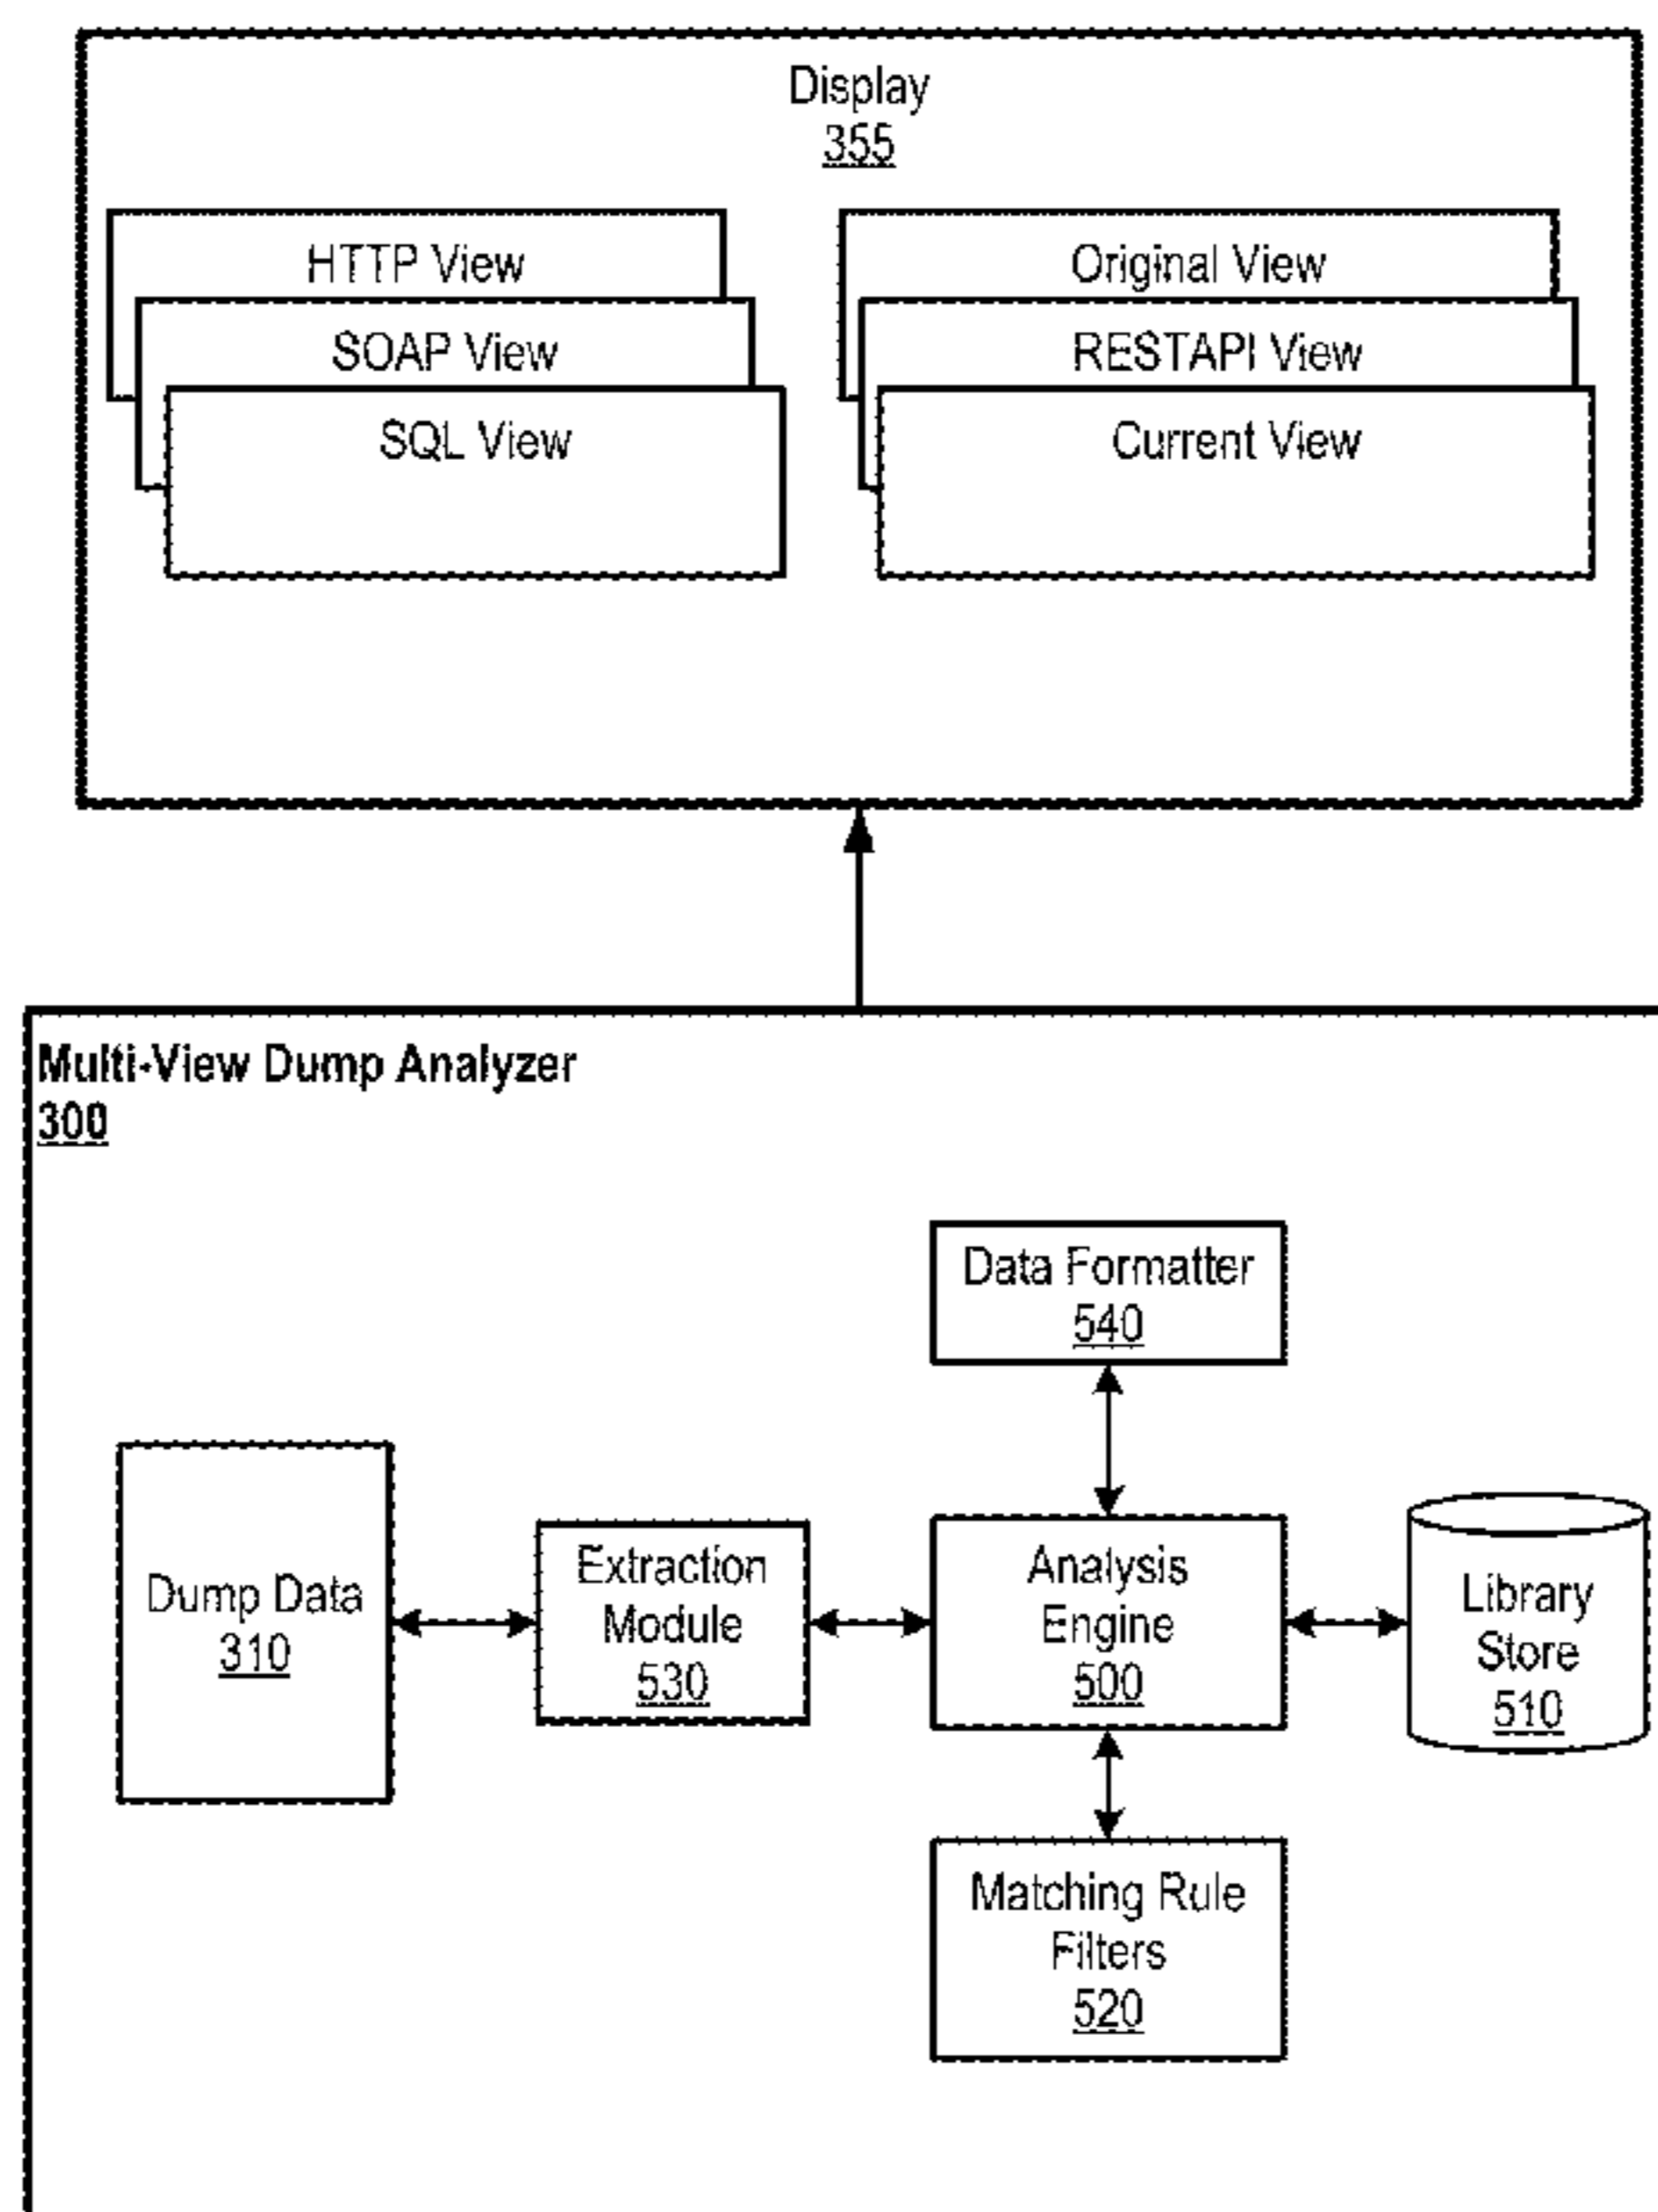 Display
355
HTTP View
SOAP View
SQL View
Original View
RESTAPI View
Current View
Multi-View Dump Analyzer
300
Data Formatter
540
Dump Data
310
Extraction
Module
530
Analysis
Engine
500
Library
Store
510
Matching Rule
Filters
520